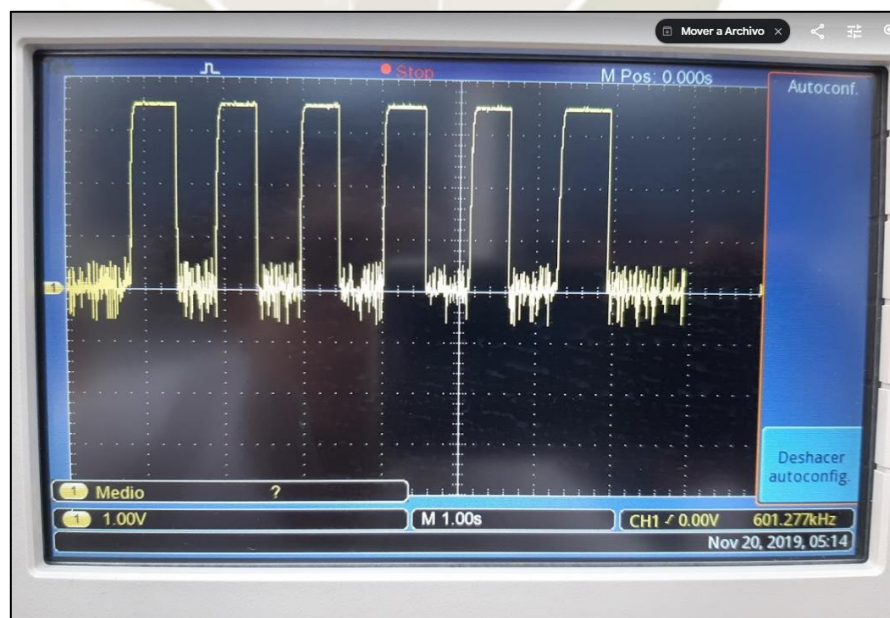 Mover a Archivo
Stop
M Pos: 0.000s
Autoconf.
1
Deshacer
autoconfig.
1 Medio ?
1 1.00V
M 1.00s
CH1 / 0.00V 601.277kHz
Nov 20, 2019, 05:14